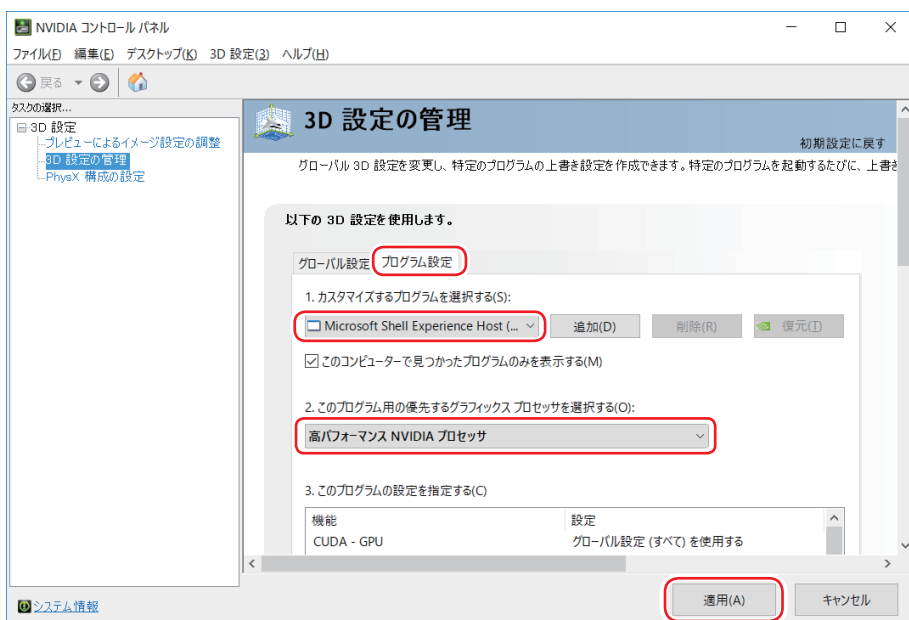 NVIDIA コントロール パネル
ファイル(F) 編集(E) デスクトップ(K) 3D 設定(3) ヘルプ(H)
戻る
タスクの選択...
3D 設定
プレビューによるイメージ設定の調整
3D 設定の管理
PhysX 構成の設定
3D 設定の管理
初期設定に戻す
グローバル 3D 設定を変更し、特定のプログラムの上書き設定を作成できます。特定のプログラムを起動するたびに、上書き
以下の 3D 設定を使用します。
グローバル設定 プログラム設定
1. カスタマイズするプログラムを選択する(S):
Microsoft Shell Experience Host (... 追加(D) 削除(R) 復元(T)
このコンピューターで見つかったプログラムのみを表示する(M)
2. このプログラム用の優先するグラフィックス プロセッサを選択する(O):
高パフォーマンス NVIDIA プロセッサ
3. このプログラムの設定を指定する(C)
機能 設定
CUDA - GPU グローバル設定 (すべて) を使用する
システム情報
適用(A) キャンセル